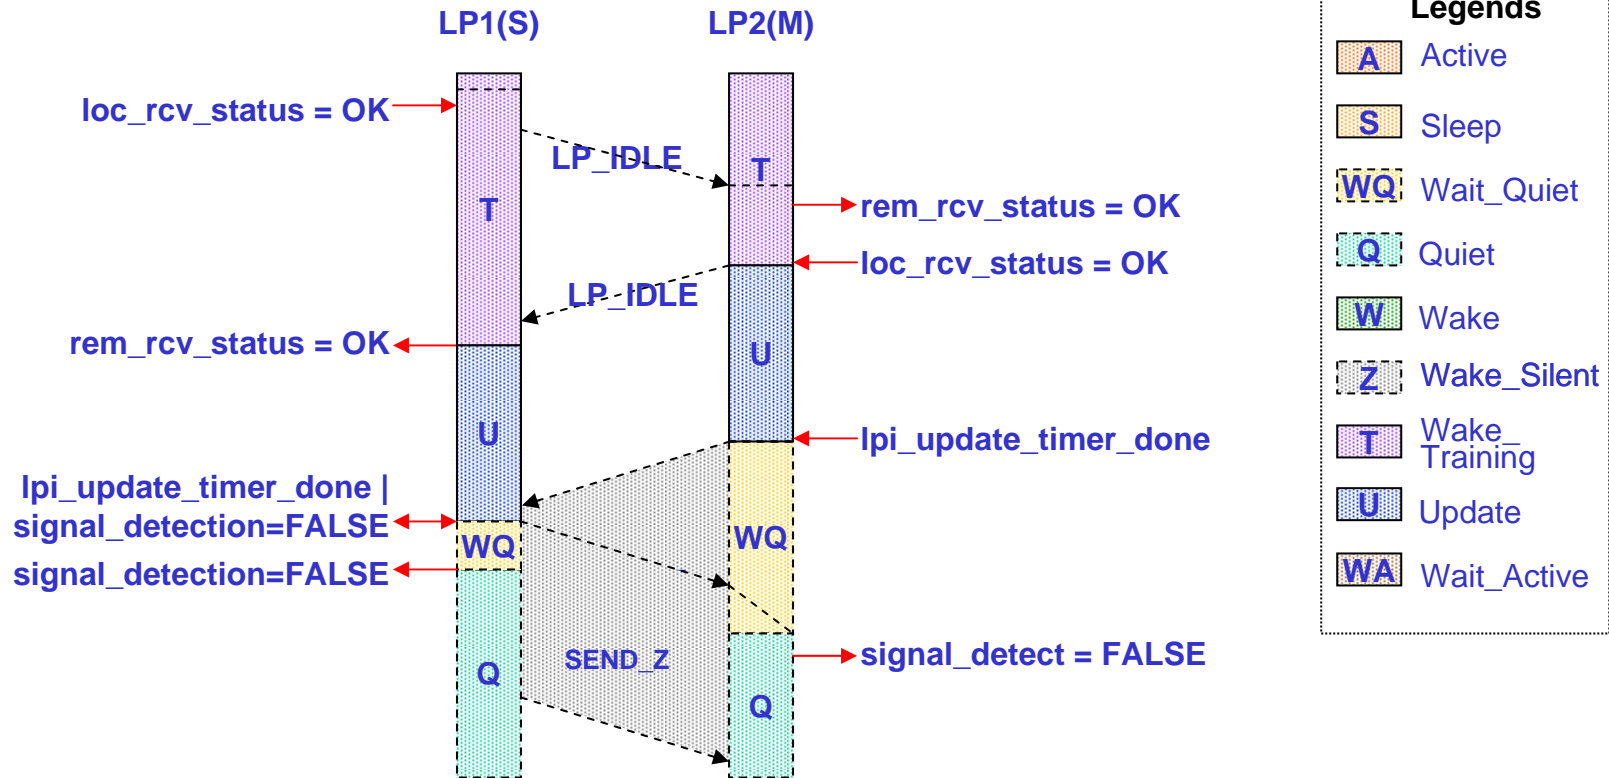 LP1(S)
LP2(M)
loc_rcv_status = OK
LP_IDLE
T
T
rem_rcv_status = OK
loc_rcv_status = OK
LP_IDLE
rem_rcv_status = OK
U
U
lpi_update_timer_done
lpi_update_timer_done |
signal_detection=FALSE
WQ
WQ
signal_detection=FALSE
SEND_Z
signal_detect = FALSE
Q
Q
Legends
A Active
S Sleep
WQ Wait_Quiet
Q Quiet
W Wake
Z Wake_Silent
T Wake_
Training
U Update
WA Wait_Active